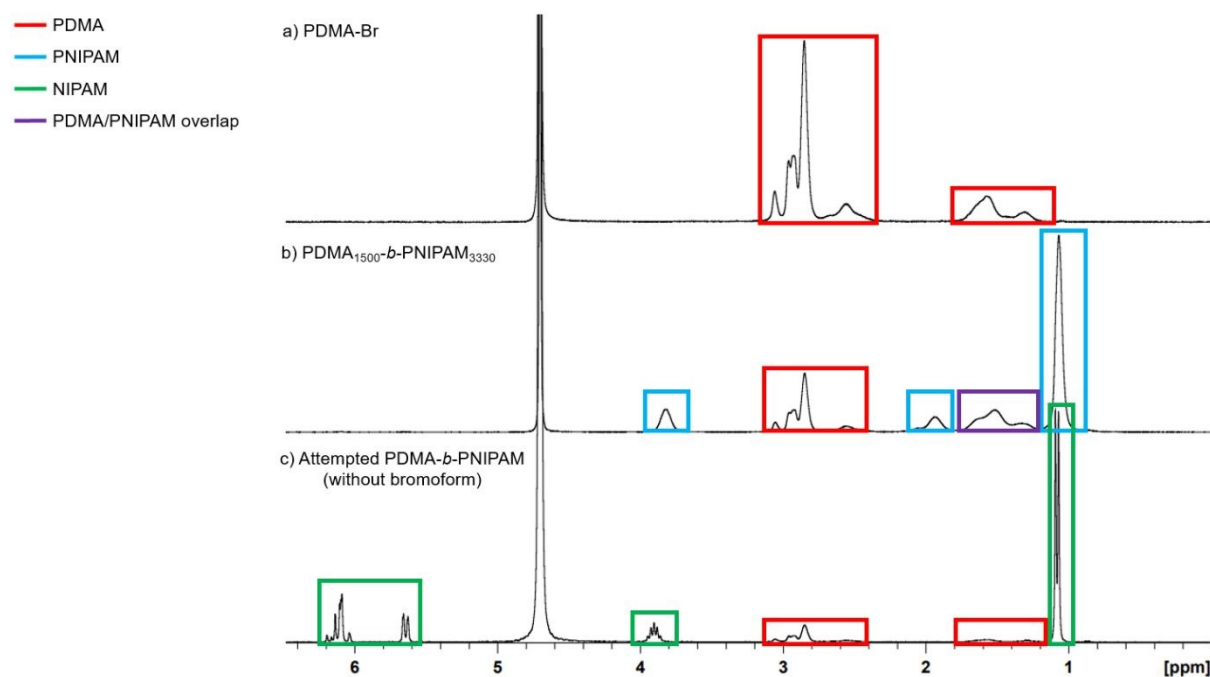 PDMA
PNIPAM
NIPAM
PDMA/PNIPAM overlap
a) PDMA-Br
b) PDMA₁₅₀₀-b-PNIPAM₃₃₃₀
c) Attempted PDMA-b-PNIPAM
(without bromoform)
6 5 4 3 2 1 [ppm]